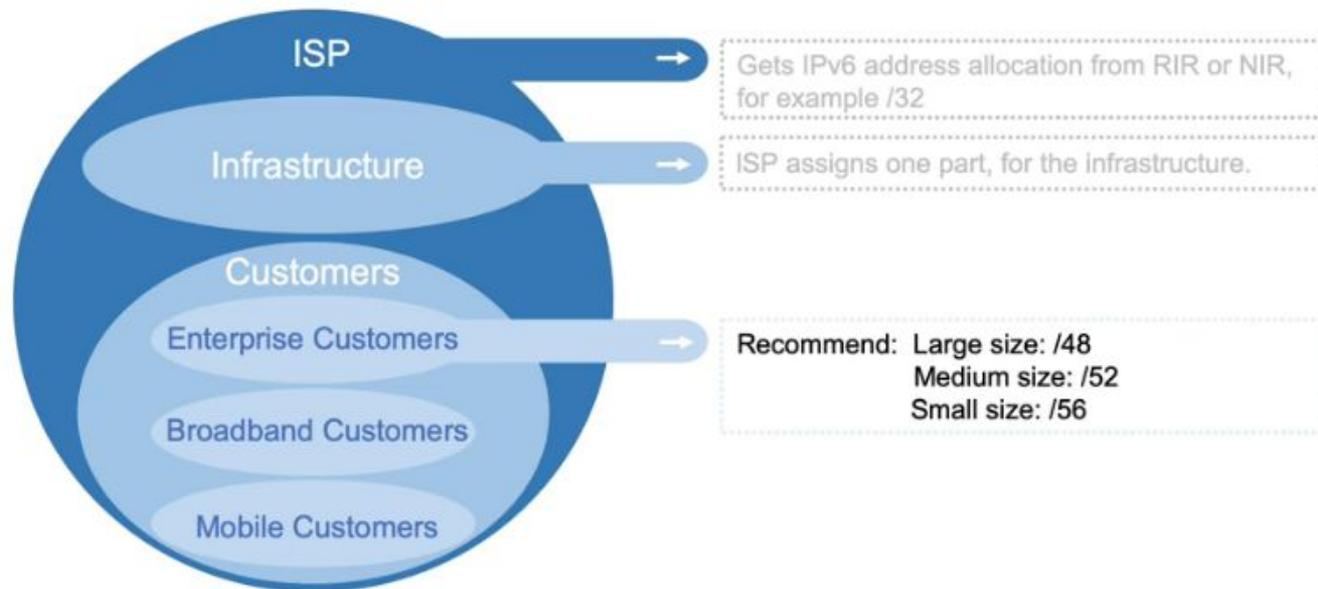 ISP
Gets IPv6 address allocation from RIR or NIR,
for example /32
Infrastructure
ISP assigns one part, for the infrastructure.
Customers
Enterprise Customers
Recommend: Large size: /48
Medium size: /52
Small size: /56
Broadband Customers
Mobile Customers